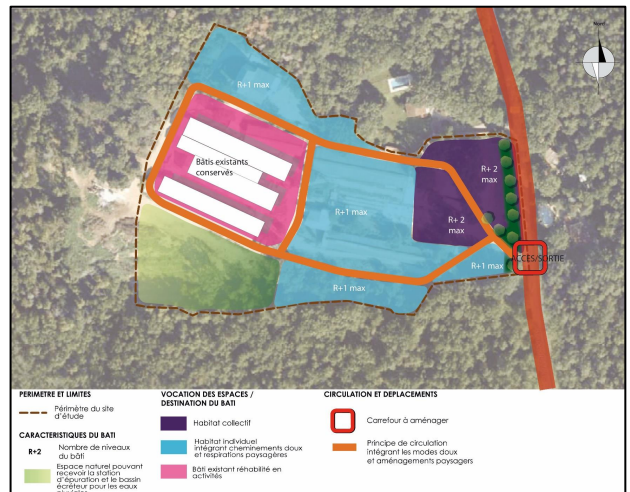 Nord
R+1 max
Bâtis existants
conservés
R+ 2
max
R+1 max
R+ 2
max
ACCES/SORTIE
R+1 max
R+1 max
PERIMETRE ET LIMITES
Périmètre du site
d'étude
CARACTERISTIQUES DU BATI
R+2
Nombre de niveaux
du bâti
Espace naturel pouvant
recevoir la station
d'épuration et le bassin
écrêteur pour les eaux
VOCATION DES ESPACES /
DESTINATION DU BATI
Habitat collectif
Habitat individuel
intégrant cheminements doux
et respirations paysagères
Bâti existant réhabilité en
activités
CIRCULATION ET DEPLACEMENTS
Carrefour à aménager
Principe de circulation
intégrant les modes doux
et aménagements paysagers